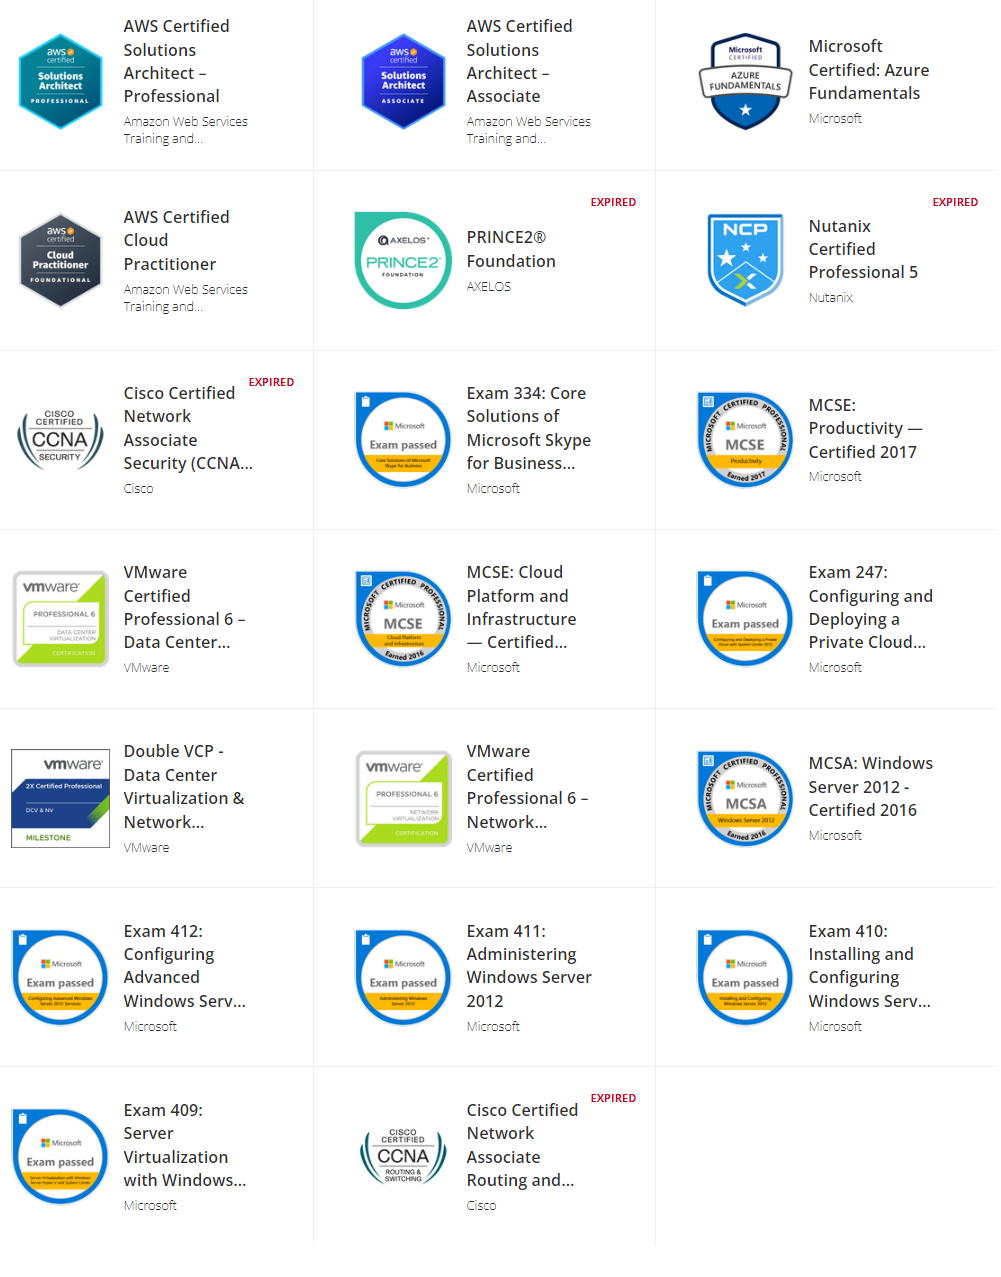 aws
certified
Solutions
Architect
PROFESSIONAL
AWS Certified
Solutions
Architect –
Professional
Amazon Web Services
Training and...
aws
certified
Solutions
Architect
ASSOCIATE
AWS Certified
Solutions
Architect –
Associate
Amazon Web Services
Training and...
Microsoft
CERTIFIED
AZURE
FUNDAMENTALS
Microsoft
Certified: Azure
Fundamentals
Microsoft
aws
certified
Cloud
Practitioner
FOUNDATIONAL
AWS Certified
Cloud
Practitioner
Amazon Web Services
Training and...
EXPIRED
AXELOS
PRINCE2
FOUNDATION
PRINCE2®
Foundation
AXELOS
EXPIRED
NCP
Nutanix
Certified
Professional 5
Nutanix
EXPIRED
CISCO
CERTIFIED
CCNA
SECURITY
Cisco Certified
Network
Associate
Security (CCNA...
Cisco
Microsoft
Exam passed
Core Solutions of Microsoft
Skype for Business
Exam 334: Core
Solutions of
Microsoft Skype
for Business...
Microsoft
MICROSOFT CERTIFIED PROFESSIONAL
Microsoft
MCSE
Productivity
Earned 2017
MCSE:
Productivity —
Certified 2017
Microsoft
vmware
PROFESSIONAL 6
DATA CENTER
VIRTUALIZATION
CERTIFICATION
VMware
Certified
Professional 6 –
Data Center...
VMware
MICROSOFT CERTIFIED PROFESSIONAL
Microsoft
MCSE
Cloud Platform
and Infrastructure
Earned 2016
MCSE: Cloud
Platform and
Infrastructure
— Certified...
Microsoft
Microsoft
Exam passed
Configuring and Deploying a Private
Cloud with System Center 2012
Exam 247:
Configuring and
Deploying a
Private Cloud...
Microsoft
vmware
2X Certified Professional
DCV & NV
MILESTONE
Double VCP -
Data Center
Virtualization &
Network...
VMware
vmware
PROFESSIONAL 6
NETWORK
VIRTUALIZATION
CERTIFICATION
VMware
Certified
Professional 6 –
Network...
VMware
MICROSOFT CERTIFIED PROFESSIONAL
Microsoft
MCSA
Windows Server 2012
Earned 2016
MCSA: Windows
Server 2012 -
Certified 2016
Microsoft
Microsoft
Exam passed
Configuring Advanced Windows
Server 2012 Services
Exam 412:
Configuring
Advanced
Windows Serv...
Microsoft
Microsoft
Exam passed
Administering Windows
Server 2012
Exam 411:
Administering
Windows Server
2012
Microsoft
Microsoft
Exam passed
Installing and Configuring
Windows Server 2012
Exam 410:
Installing and
Configuring
Windows Serv...
Microsoft
Microsoft
Exam passed
Server Virtualization with Windows
Server Hyper-V and System Center
Exam 409:
Server
Virtualization
with Windows...
Microsoft
EXPIRED
CISCO
CERTIFIED
CCNA
ROUTING &
SWITCHING
Cisco Certified
Network
Associate
Routing and...
Cisco